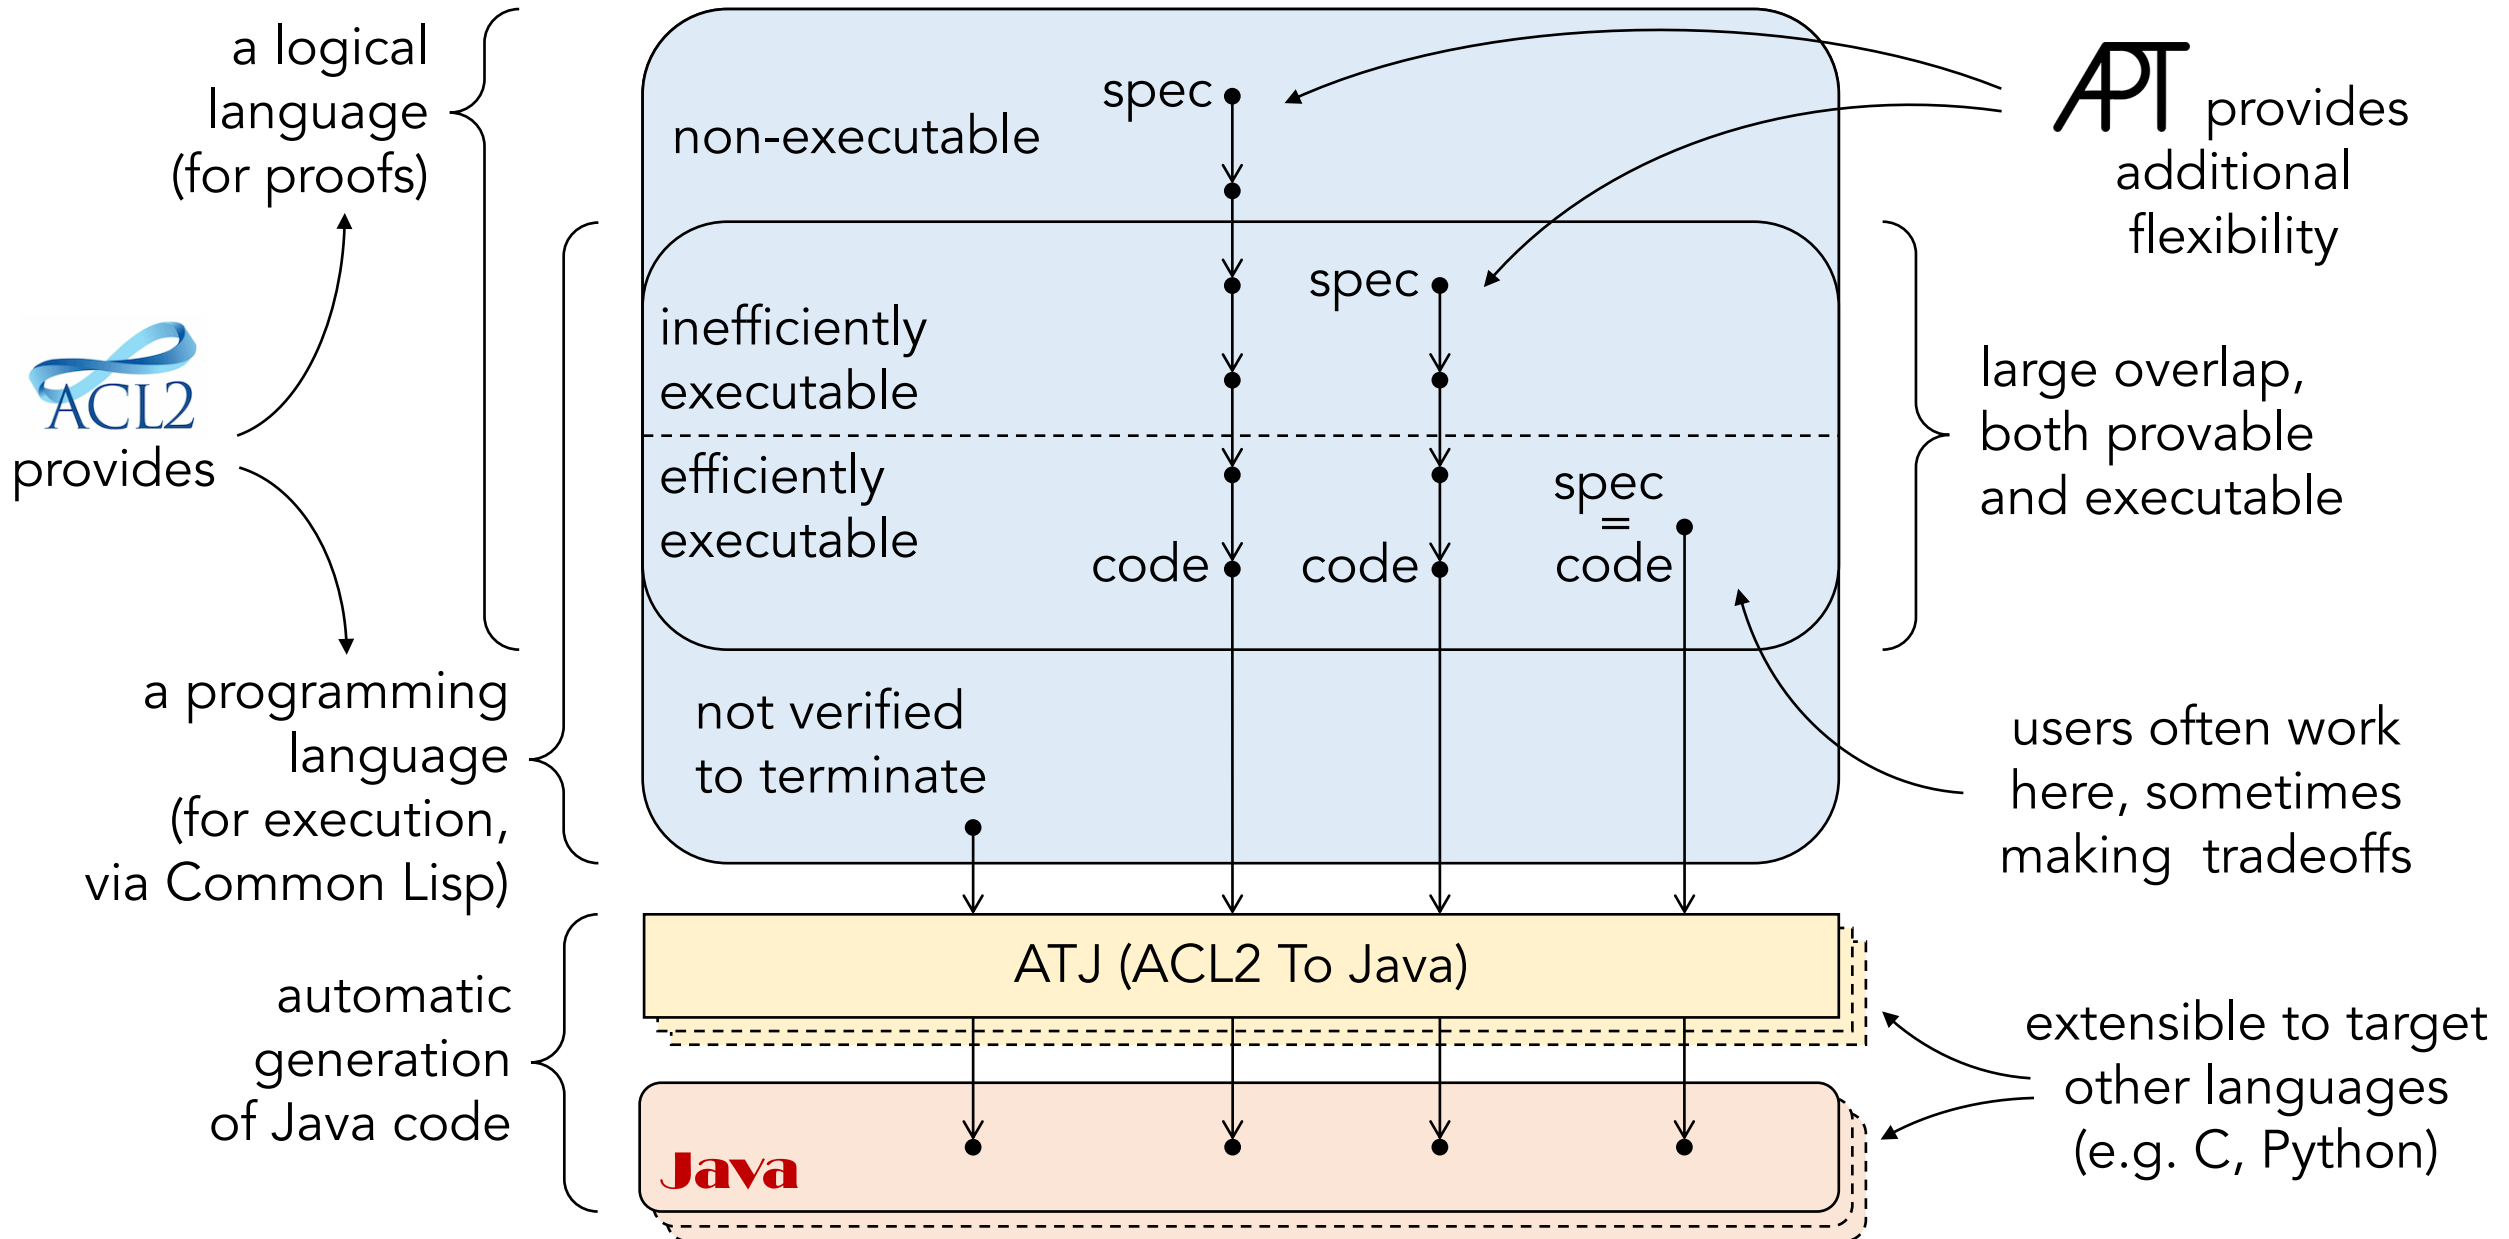 a logical
language
(for proofs)
ACL2
provides
a programming
language
(for execution,
via Common Lisp)
automatic
generation
of Java code
spec
non-executable
spec
inefficiently
executable
efficiently
executable
spec
=
code
code
code
not verified
to terminate
ATJ (ACL2 To Java)
Java
APT provides
additional
flexibility
large overlap,
both provable
and executable
users often work
here, sometimes
making tradeoffs
extensible to target
other languages
(e.g. C, Python)